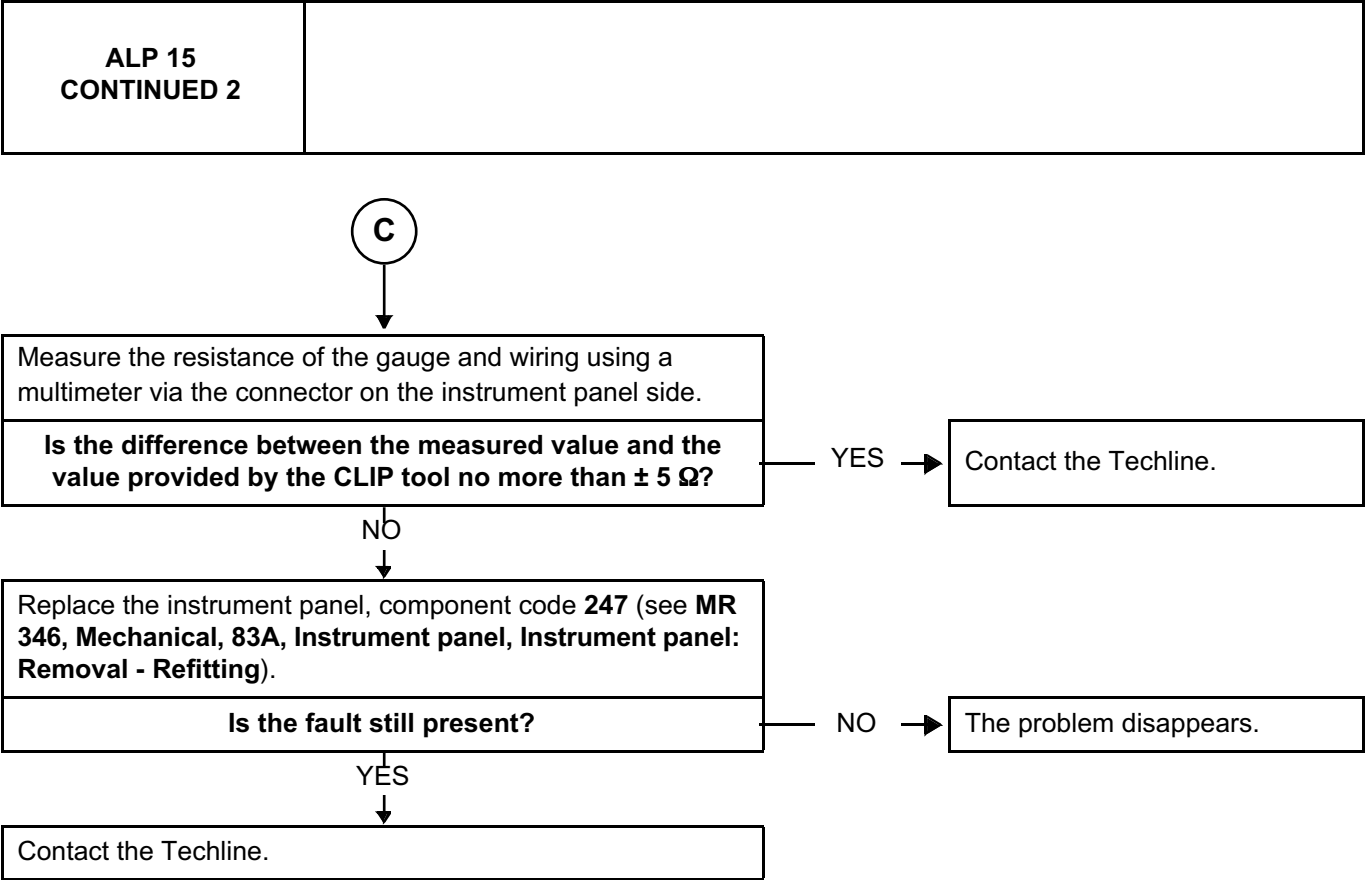 ALP 15
CONTINUED 2
C
Measure the resistance of the gauge and wiring using a
multimeter via the connector on the instrument panel side.
Is the difference between the measured value and the
value provided by the CLIP tool no more than ± 5 Ω?
YES
Contact the Techline.
NO
Replace the instrument panel, component code 247 (see MR
346, Mechanical, 83A, Instrument panel, Instrument panel:
Removal - Refitting).
Is the fault still present?
NO
The problem disappears.
YES
Contact the Techline.